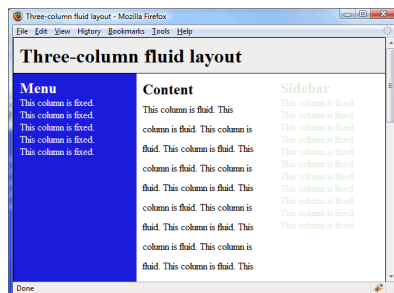 Three-column fluid layout - Mozilla Firefox
File Edit View History Bookmarks Tools Help
Three-column fluid layout
Menu
This column is fixed.
This column is fixed.
This column is fixed.
This column is fixed.
This column is fixed.
Content
This column is fluid. This
column is fluid. This column is
fluid. This column is fluid. This
column is fluid. This column is
fluid. This column is fluid. This
column is fluid. This column is
fluid. This column is fluid. This
column is fluid. This column is
fluid. This column is fluid. This
Sidebar
This column is fixed.
This column is fixed.
This column is fixed.
This column is fixed.
This column is fixed.
This column is fixed.
This column is fixed.
This column is fixed.
This column is fixed.
This column is fixed.
This column is fixed.
Done